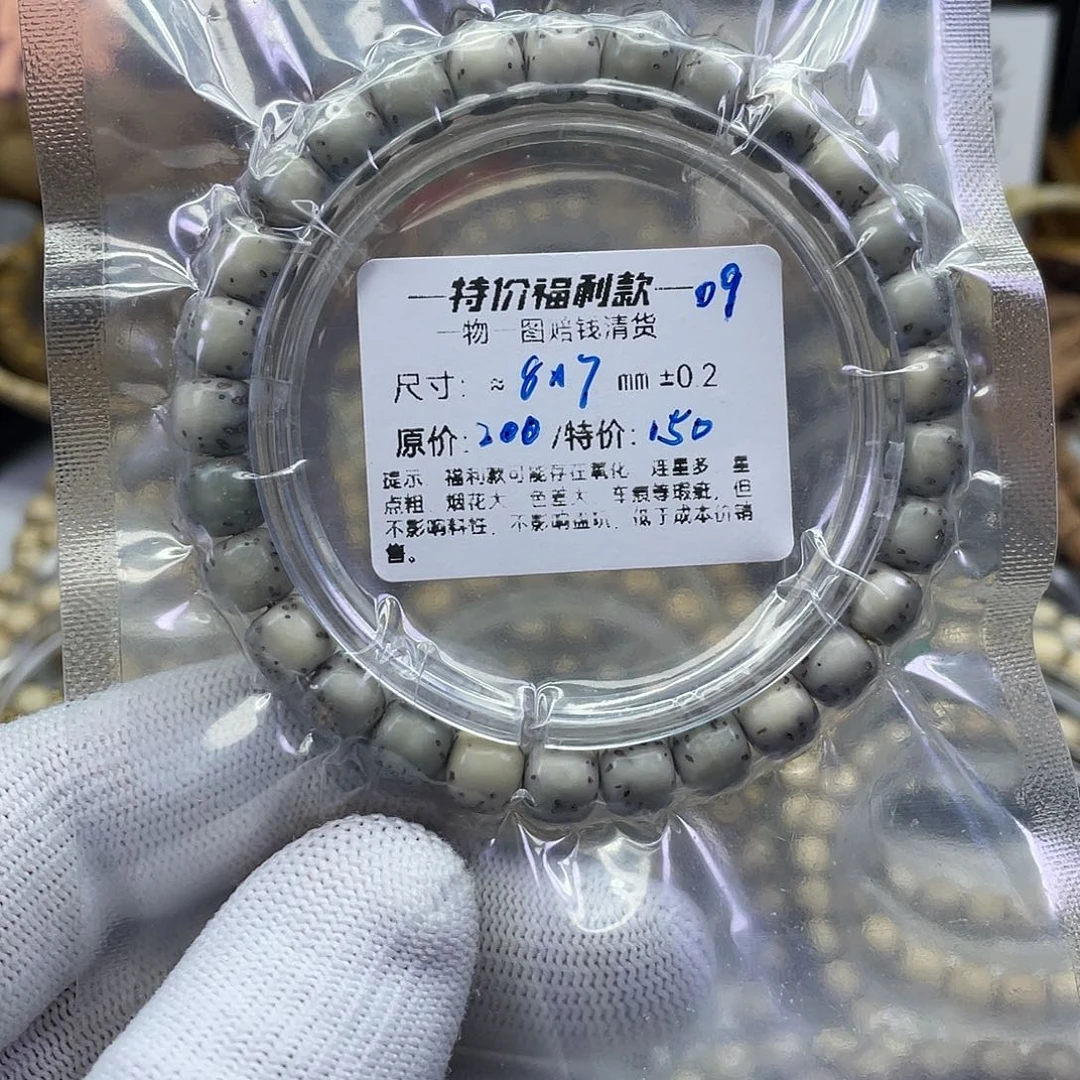 特价福利款 09
一物一图赔钱清货
尺寸: ≈8x7 mm ±0.2
原价:200/特价:150
提示 福利款可能存在氧化 连星多 星
点粗 烟花大 色差大 车痕等瑕疵, 但
不影响料性, 不影响盘玩, 低于成本价销
售。